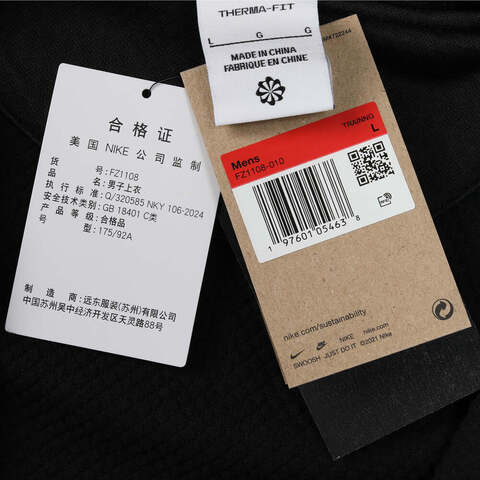 THERMA-FIT
L G G
MADE IN CHINA
FABRIQUE EN CHINE
合格证
美国 NIKE 公司监制
货号: FZ1108
品名: 男子上衣
执行标准: Q/320585 NKY 106-2024
安全技术类别: GB 18401 C类
产品等级: 合格品
型: 175/92A
制造商: 远东服装(苏州)有限公司
中国苏州吴中经济开发区天灵路88号
TRAINNG
L
Mens
FZ1108-010
1 97601 05463 8
nike.com/sustainability
nike.com
SWOOSH JUST DO IT ©2021 Nike